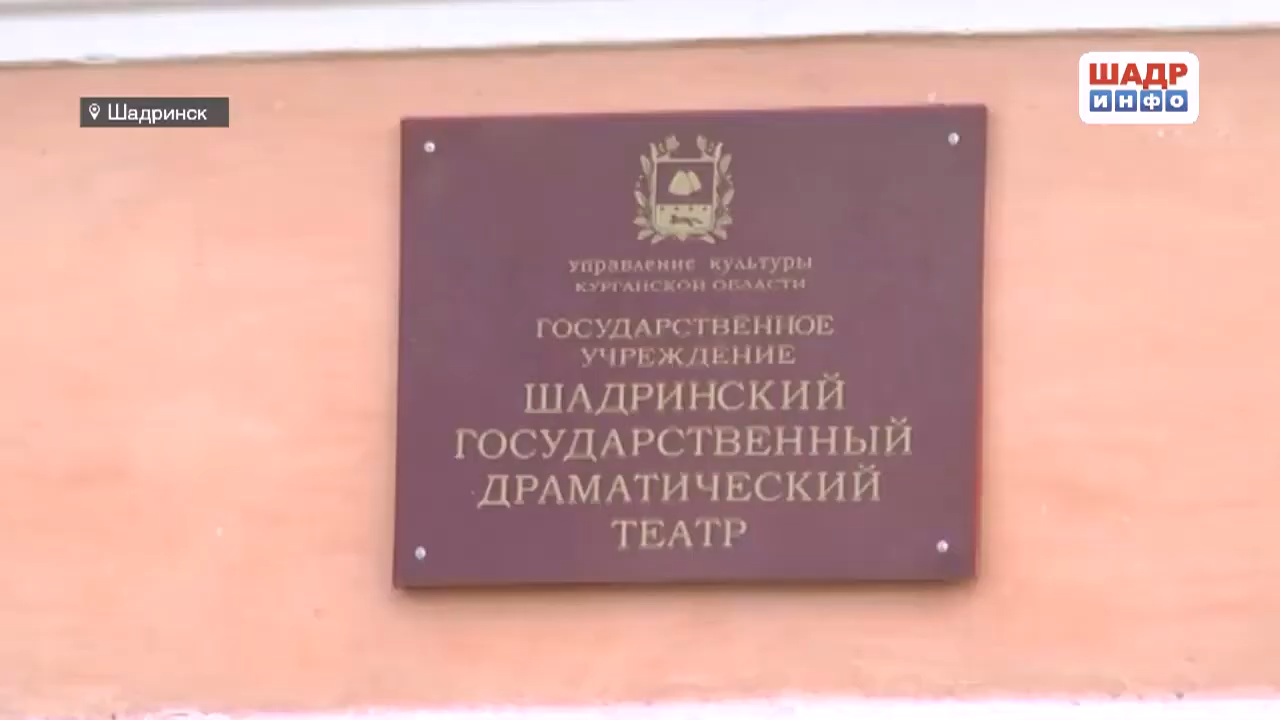 Шадринск
ШАДР
ИНФО
управление культуры
КУРГАНСКОЙ ОБЛАСТИ
ГОСУДАРСТВЕННОЕ
УЧРЕЖДЕНИЕ
ШАДРИНСКИЙ
ГОСУДАРСТВЕННЫЙ
ДРАМАТИЧЕСКИЙ
ТЕАТР